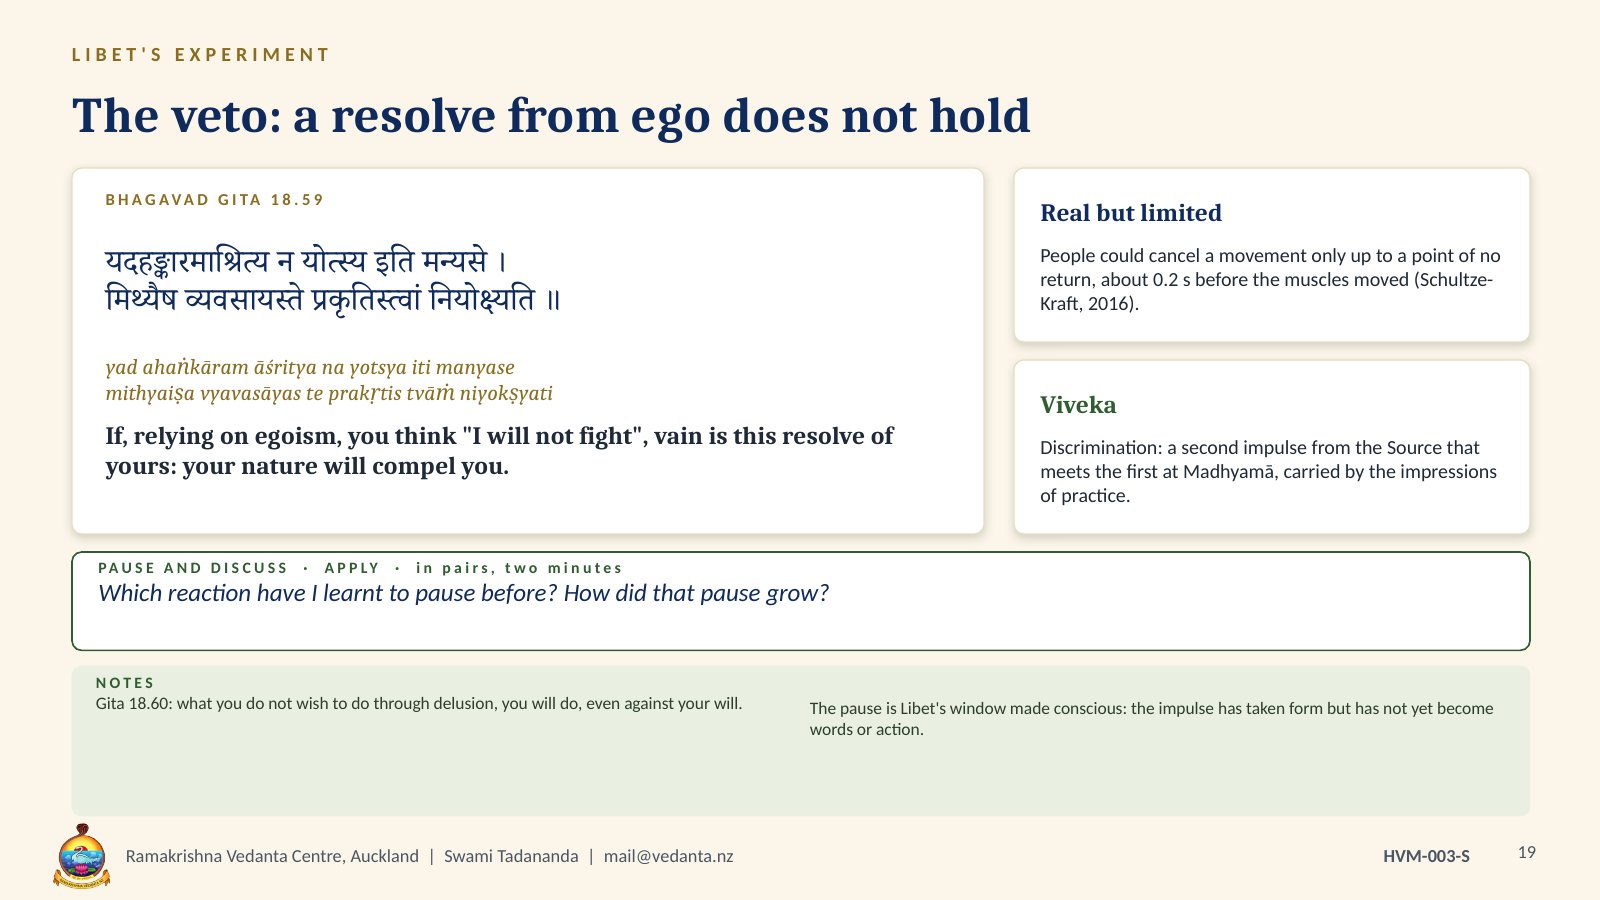 LIBET'S EXPERIMENT
The veto: a resolve from ego does not hold
BHAGAVAD GITA 18.59
यदहङ्कारमाश्रित्य न योत्स्य इति मन्यसे ।
मिथ्यैष व्यवसायस्ते प्रकृतिस्त्वां नियोक्ष्यति ॥
yad ahaṅkāram āśritya na yotsya iti manyase
mithyaiṣa vyavasāyas te prakṛtis tvāṁ niyokṣyati
If, relying on egoism, you think "I will not fight", vain is this resolve of
yours: your nature will compel you.
Real but limited
People could cancel a movement only up to a point of no
return, about 0.2 s before the muscles moved (Schultze-
Kraft, 2016).
Viveka
Discrimination: a second impulse from the Source that
meets the first at Madhyamā, carried by the impressions
of practice.
PAUSE AND DISCUSS · APPLY · in pairs, two minutes
Which reaction have I learnt to pause before? How did that pause grow?
NOTES
Gita 18.60: what you do not wish to do through delusion, you will do, even against your will.
The pause is Libet's window made conscious: the impulse has taken form but has not yet become
words or action.
Ramakrishna Vedanta Centre, Auckland | Swami Tadananda | mail@vedanta.nz
HVM-003-S
19